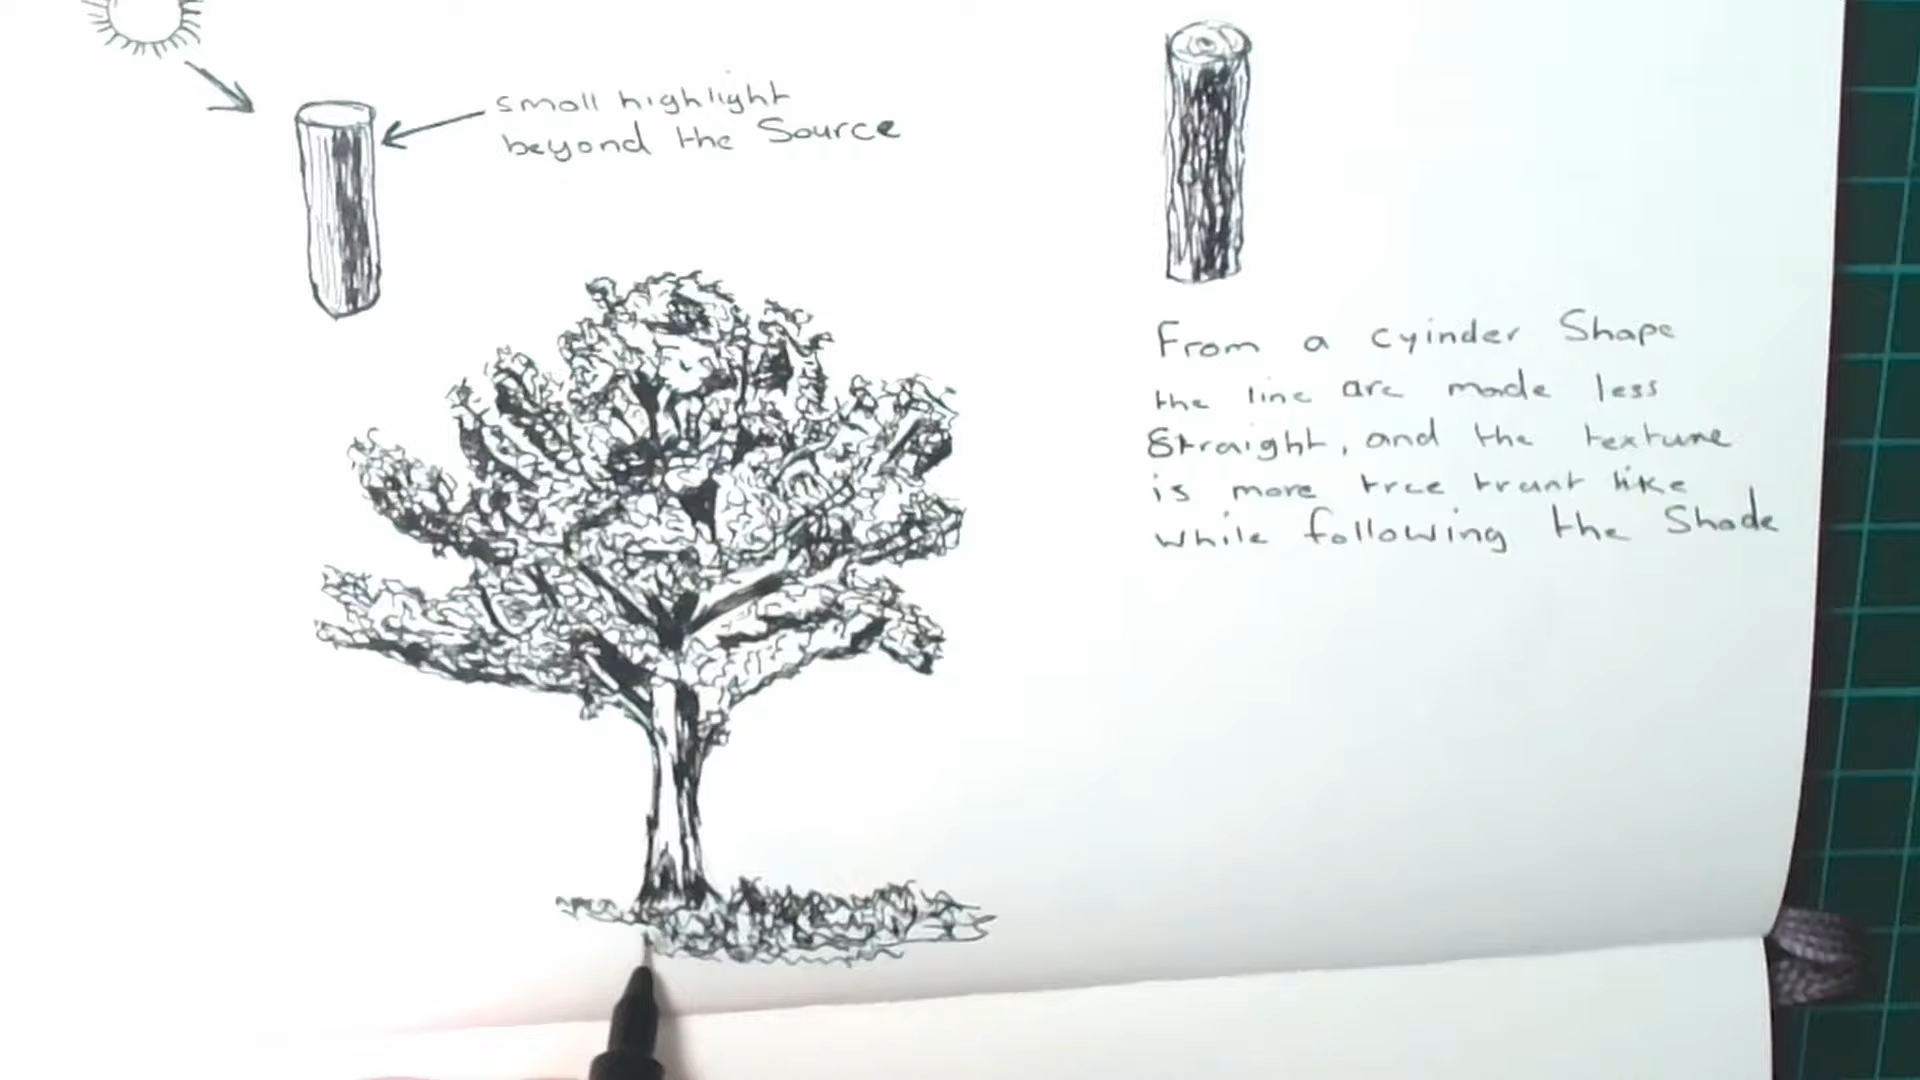 small highlight
beyond the Source
From a cyinder Shape
the line are made less
Straight, and the texture
is more tree trunt like
while following the Shade